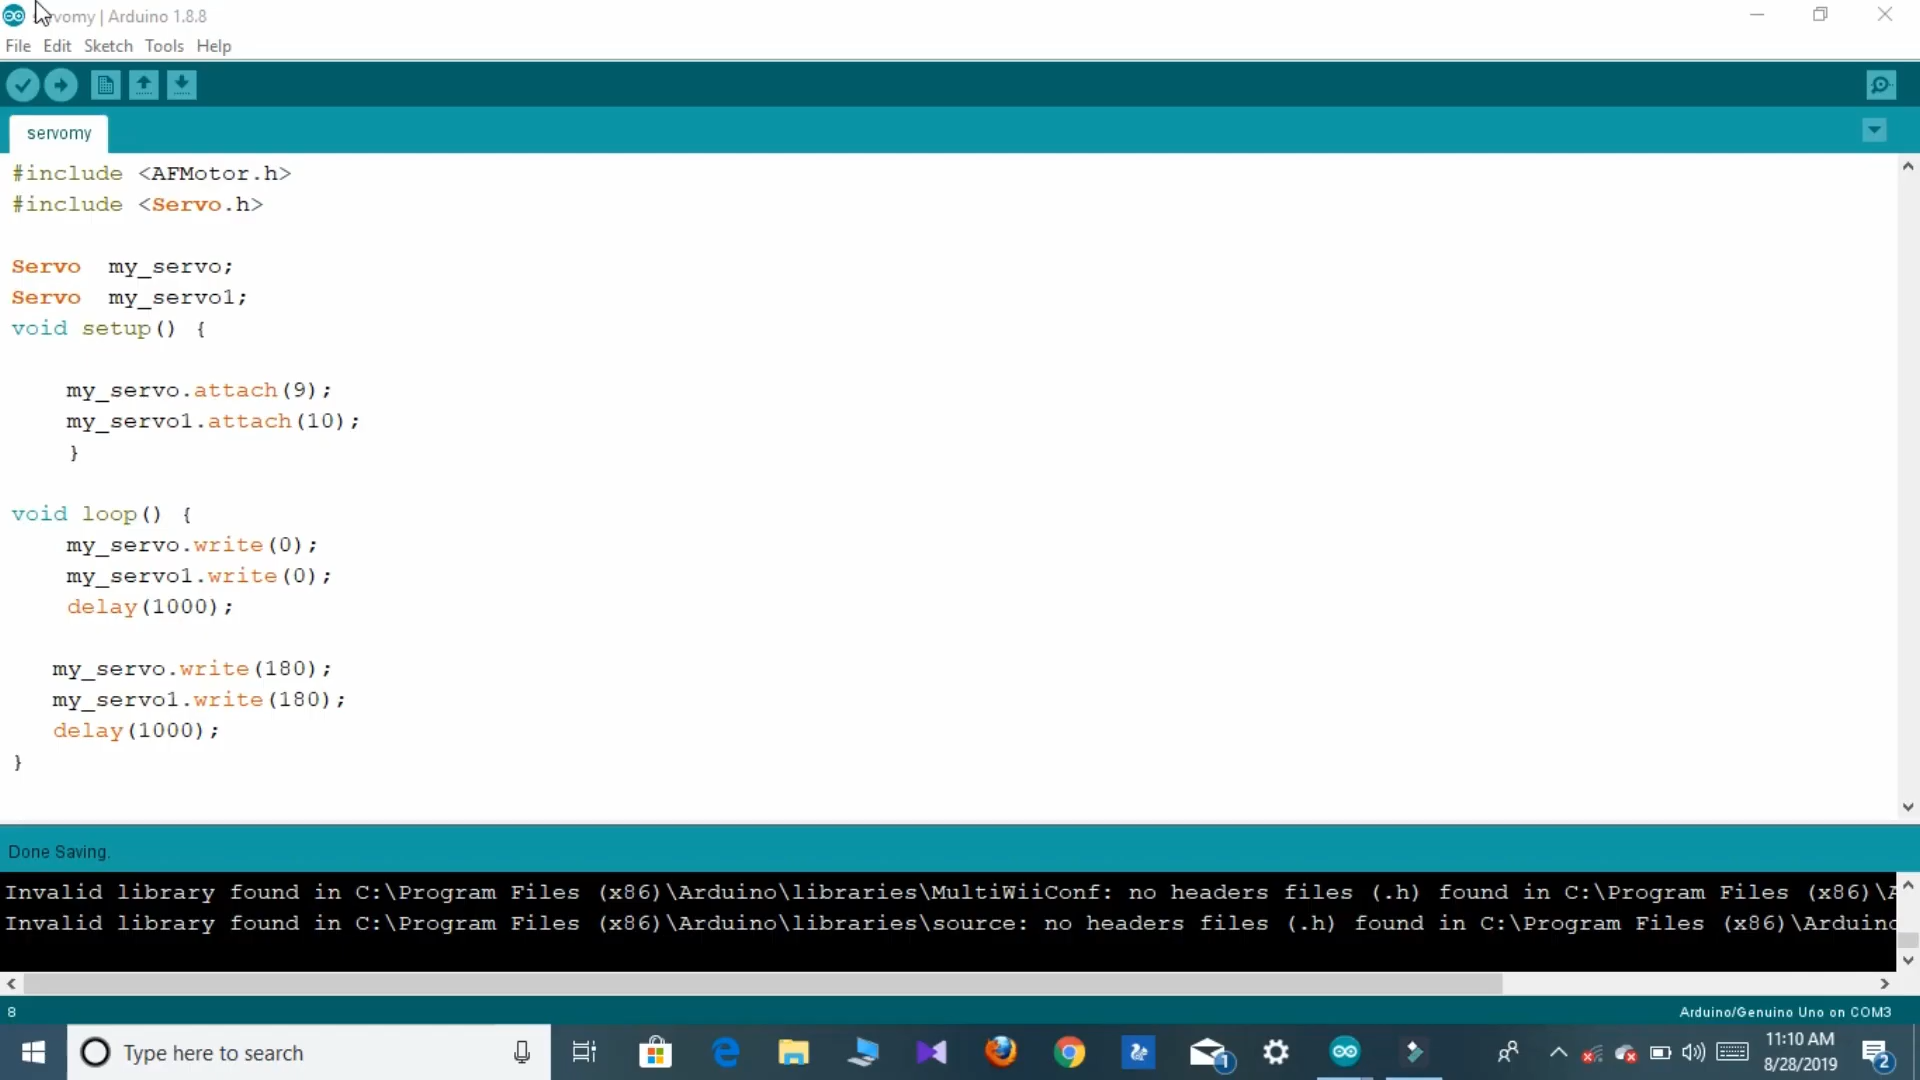 servomy | Arduino 1.8.8
File Edit Sketch Tools Help
servomy
#include <AFMotor.h>
#include <Servo.h>
Servo  my_servo;
Servo  my_servo1;
void setup() {
my_servo.attach(9);
my_servo1.attach(10);
}
void loop() {
my_servo.write(0);
my_servo1.write(0);
delay(1000);
my_servo.write(180);
my_servo1.write(180);
delay(1000);
}
Done Saving.
Invalid library found in C:\Program Files (x86)\Arduino\libraries\MultiWiiConf: no headers files (.h) found in C:\Program Files (x86)\A
Invalid library found in C:\Program Files (x86)\Arduino\libraries\source: no headers files (.h) found in C:\Program Files (x86)\Arduino
8
Arduino/Genuino Uno on COM3
Type here to search
1
11:10 AM
8/28/2019
2